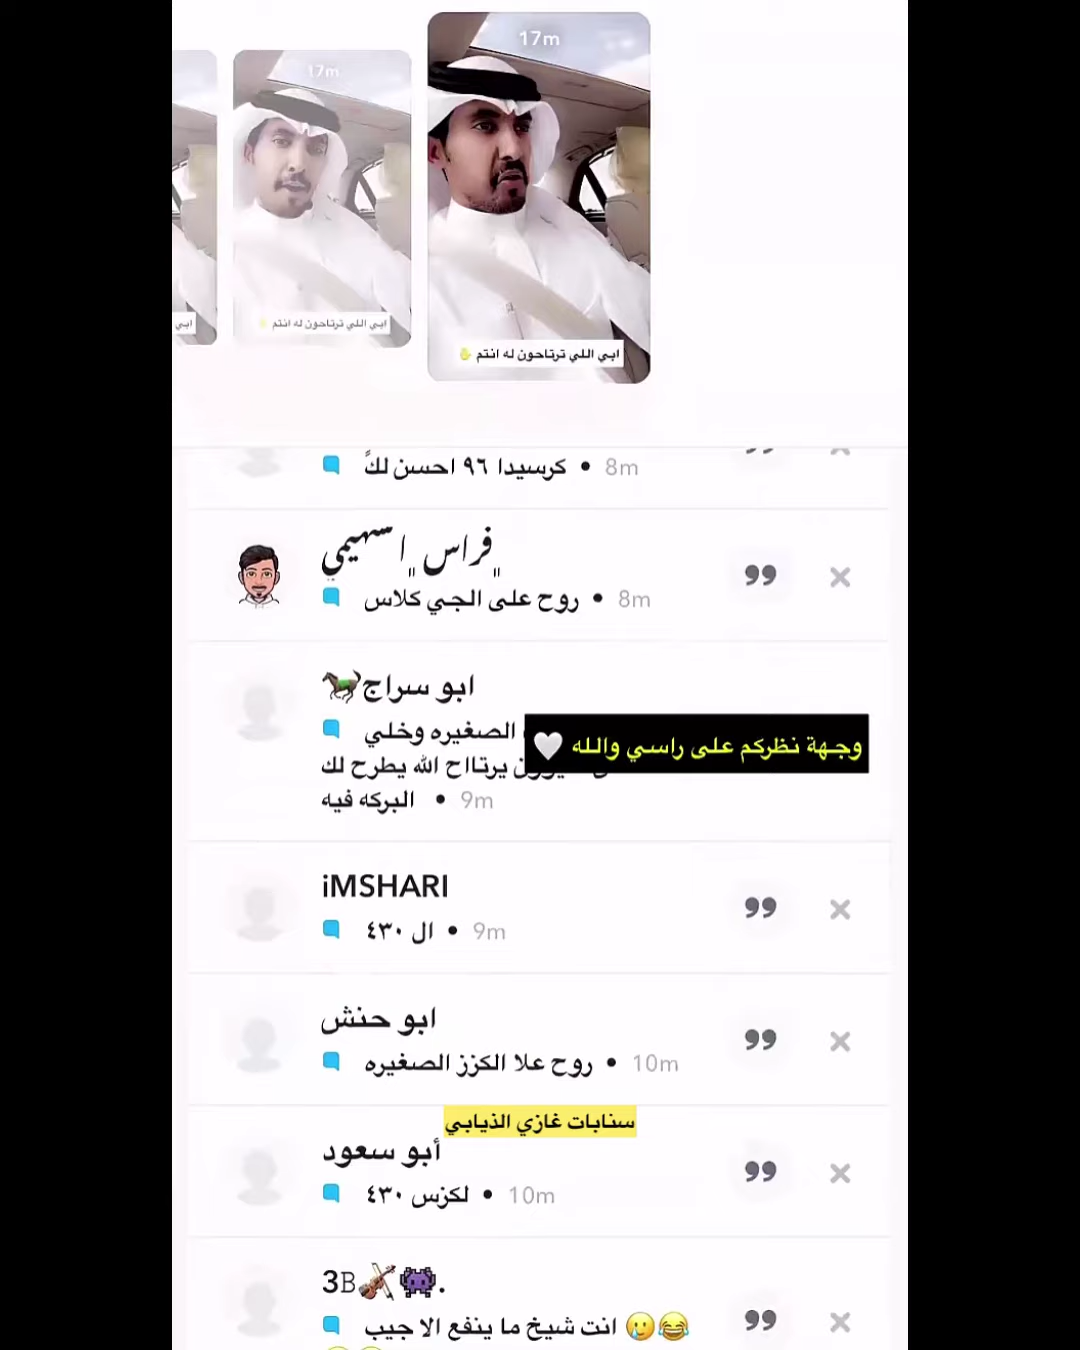 17m
17m
ابي
ابي اللي ترتاحون له انتم ✋
ابي اللي ترتاحون له انتم ✋
كرسيدا ٩٦ احسن لكً • 8m
فراس ا سهيمي
روح على الجي كلاس • 8m
ابو سراج🐎
الصغيره وخلي
وجهة نظركم على راسي والله 🤍
يرتااح الله يطرح لك
البركه فيه • 9m
iMSHARI
ال ٤٣٠ • 9m
ابو حنش
روح علا الكزز الصغيره • 10m
سنابات غازي الذيابي
أبو سعود
لكزس ٤٣٠ • 10m
3B🎻👾.
انت شيخ ما ينفع الا جيب 🥲😂